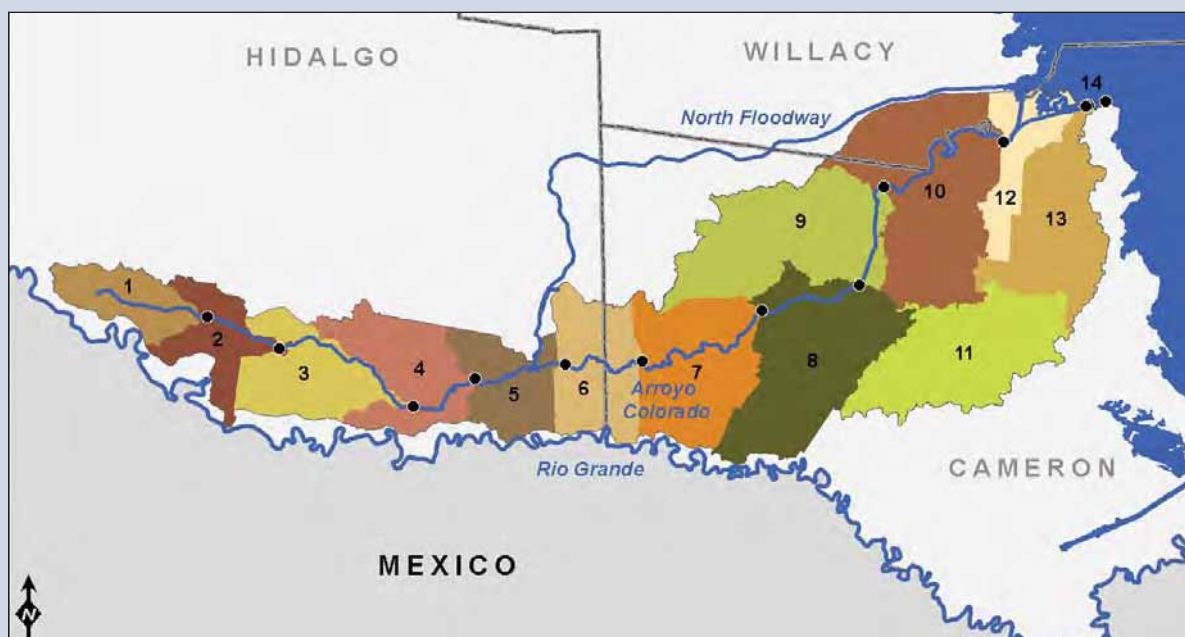 HIDALGO
WILLACY
14
North Floodway
10
12
9
13
1
2
3
4
5
6
7
8
11
Arroyo
Colorado
Rio Grande
CAMERON
MEXICO
N